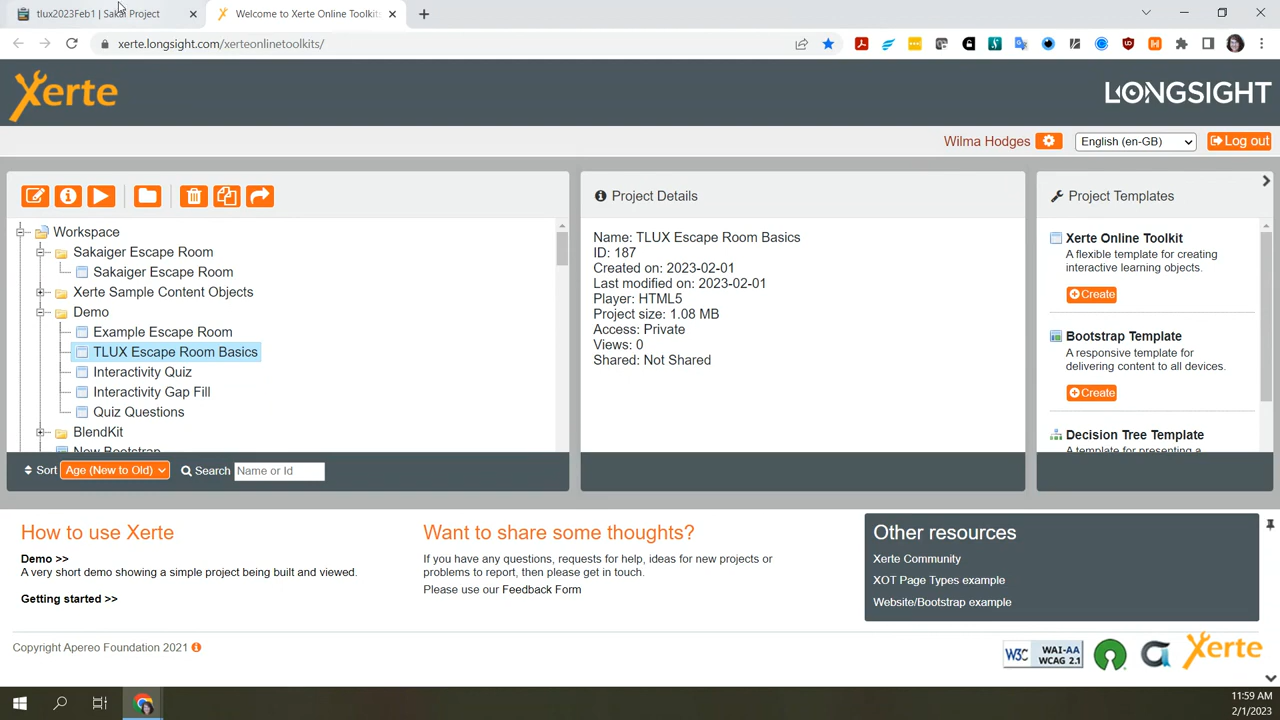 tlux2023Feb1 | Sakai Project
Welcome to Xerte Online Toolkits
xerte.longsight.com/xerteonlinetoolkits/
Xerte
LONGSIGHT
Wilma Hodges
English (en-GB)
Log out
Workspace
Sakaiger Escape Room
Sakaiger Escape Room
Xerte Sample Content Objects
Demo
Example Escape Room
TLUX Escape Room Basics
Interactivity Quiz
Interactivity Gap Fill
Quiz Questions
BlendKit
New Bootstrap
Sort
Age (New to Old)
Search
Name or Id
Project Details
Name: TLUX Escape Room Basics
ID: 187
Created on: 2023-02-01
Last modified on: 2023-02-01
Player: HTML5
Project size: 1.08 MB
Access: Private
Views: 0
Shared: Not Shared
Project Templates
Xerte Online Toolkit
A flexible template for creating
interactive learning objects.
Create
Bootstrap Template
A responsive template for
delivering content to all devices.
Create
Decision Tree Template
A template for presenting a
How to use Xerte
Demo >>
A very short demo showing a simple project being built and viewed.
Getting started >>
Want to share some thoughts?
If you have any questions, requests for help, ideas for new projects or
problems to report, then please get in touch.
Please use our Feedback Form
Other resources
Xerte Community
XOT Page Types example
Website/Bootstrap example
Copyright Apereo Foundation 2021
W3C WAI-AA
WCAG 2.1
Xerte
11:59 AM
2/1/2023